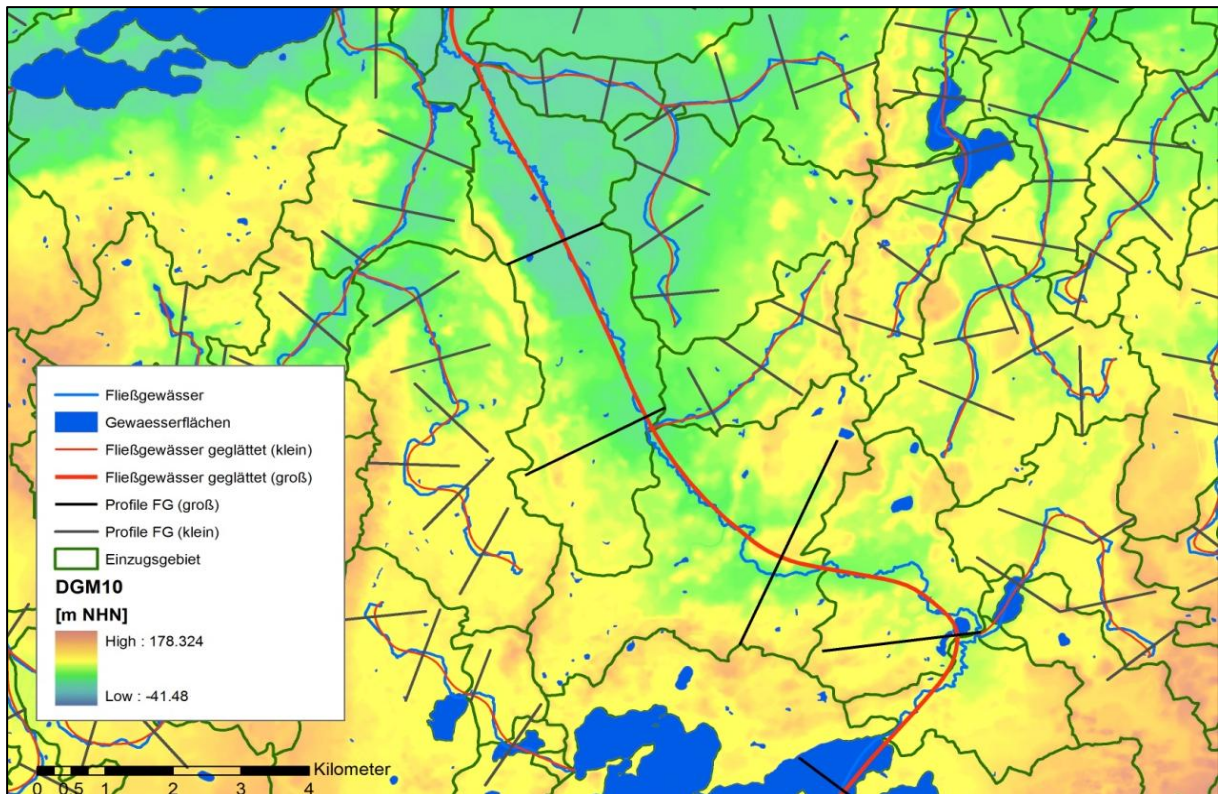 Fließgewässer
Gewaesserflächen
Fließgewässer geglättet (klein)
Fließgewässer geglättet (groß)
Profile FG (groß)
Profile FG (klein)
Einzugsgebiet
DGM10
[m NHN]
High : 178.324
Low : -41.48
Kilometer
0 0,5 1 2 3 4